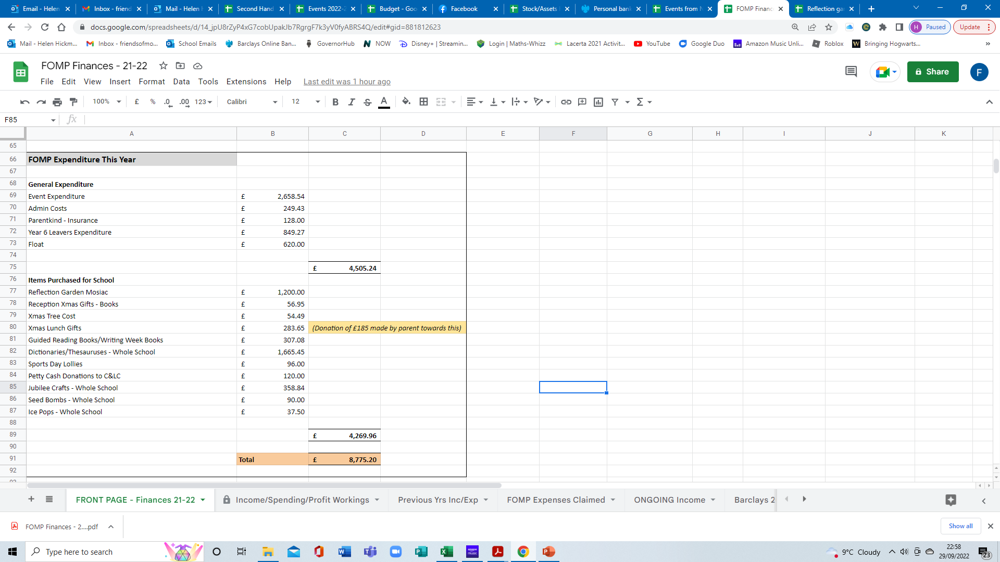 Email - Helen
Inbox - friend
Mail - Helen H
Second Hand
Events 2022-2
Budget - Goo
Facebook
Stock/Assets
Personal bank
Events from N
FOMP Financ
Reflection ga
docs.google.com/spreadsheets/d/14_jpU8rZyP4xG7cobUpakJb7RgrgF7k3yV0fyABRS4Q/edit#gid=881812623
H Paused
Update
Mail - Helen Hickm...
Inbox - friendsofmo...
School Emails
Barclays Online Ban...
GovernorHub
NOW
Disney+ | Streamin...
Login | Maths-Whizz
Lacerta 2021 Activit...
YouTube
Google Duo
Amazon Music Unli...
Roblox
Bringing Hogwarts...
»
FOMP Finances - 21-22
Share
F
File Edit View Insert Format Data Tools Extensions Help Last edit was 1 hour ago
100% £ % .0 .00 123 Calibri 12 B I S A
F85 fx
A B C D E F G H I J K
65
66 FOMP Expenditure This Year
67
68 General Expenditure
69 Event Expenditure £ 2,658.54
70 Admin Costs £ 249.43
71 Parentkind - Insurance £ 128.00
72 Year 6 Leavers Expenditure £ 849.27
73 Float £ 620.00
74
75 £ 4,505.24
76 Items Purchased for School
77 Reflection Garden Mosiac £ 1,200.00
78 Reception Xmas Gifts - Books £ 56.95
79 Xmas Tree Cost £ 54.49
80 Xmas Lunch Gifts £ 283.65 (Donation of £185 made by parent towards this)
81 Guided Reading Books/Writing Week Books £ 307.08
82 Dictionaries/Thesauruses - Whole School £ 1,665.45
83 Sports Day Lollies £ 96.00
84 Petty Cash Donations to C&LC £ 120.00
85 Jubilee Crafts - Whole School £ 358.84
86 Seed Bombs - Whole School £ 90.00
87 Ice Pops - Whole School £ 37.50
88
89 £ 4,269.96
90
91 Total £ 8,775.20
92
93
FRONT PAGE - Finances 21-22
Income/Spending/Profit Workings
Previous Yrs Inc/Exp
FOMP Expenses Claimed
ONGOING Income
Barclays 2
FOMP Finances - 2....pdf
Show all
Type here to search
9°C Cloudy
22:58
29/09/2022
23